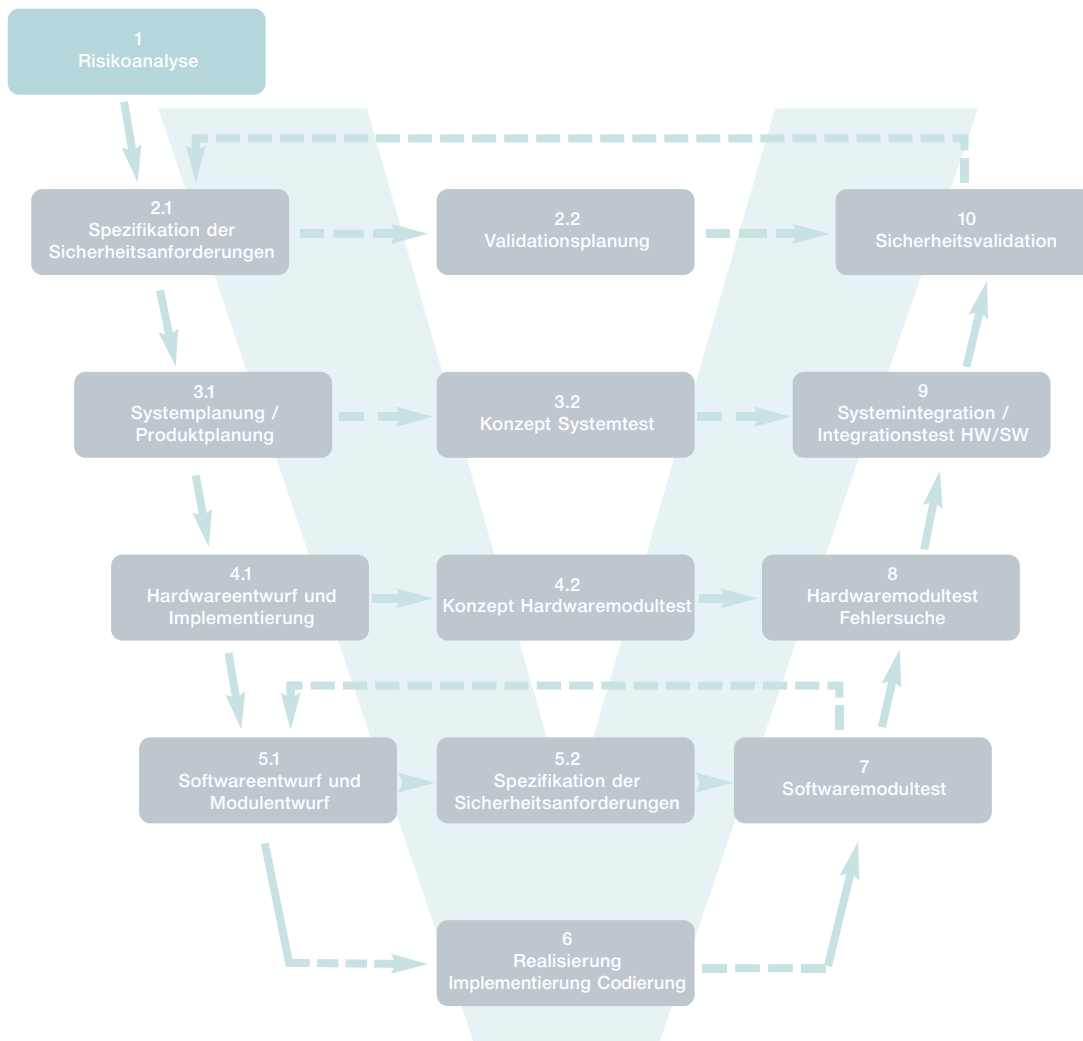 1
Risikoanalyse
2.1
Spezifikation der
Sicherheitsanforderungen
2.2
Validationsplanung
10
Sicherheitsvalidation
3.1
Systemplanung /
Produktplanung
3.2
Konzept Systemtest
9
Systemintegration /
Integrationstest HW/SW
4.1
Hardwareentwurf und
Implementierung
4.2
Konzept Hardwaremodultest
8
Hardwaremodultest
Fehlersuche
5.1
Softwareentwurf und
Modulentwurf
5.2
Spezifikation der
Sicherheitsanforderungen
7
Softwaremodultest
6
Realisierung
Implementierung Codierung